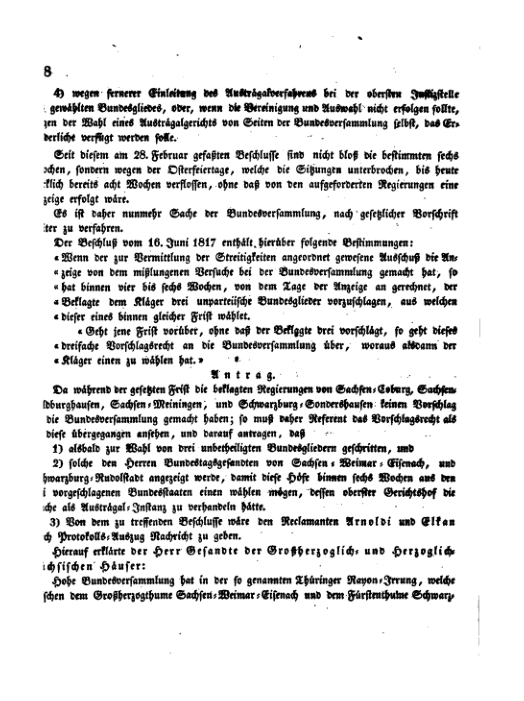 8
4) wegen fernerer Einleitung des Austrägalverfahrens bei der obersten Justizstelle
gewählten Bundesgliedes, oder, wenn die Vereinigung und Auswahl nicht erfolgen sollte,
zen der Wahl eines Austrägalgerichts von Seiten der Bundesversammlung selbst, das Er-
derliche verfügt werden solle.
Seit diesem am 28. Februar gefaßten Beschlusse sind nicht bloß die bestimmten sechs
ochen, sondern wegen der Osterfeiertage, welche die Sitzungen unterbrochen, bis heute
klich bereits acht Wochen verflossen, ohne daß von den aufgeforderten Regierungen eine
zeige erfolgt wäre.
Es ist daher nunmehr Sache der Bundesversammlung, nach gesetzlicher Vorschrift
iter zu verfahren.
Der Beschluß vom 16. Juni 1817 enthält hierüber folgende Bestimmungen:
«Wenn der zur Vermittlung der Streitigkeiten angeordnet gewesene Ausschuß die An-
«zeige von dem mißlungenen Versuche bei der Bundesversammlung gemacht hat, so
«hat binnen vier bis sechs Wochen, von dem Tage der Anzeige an gerechnet, der
«Beklagte dem Kläger drei unparteiische Bundesglieder vorzuschlagen, aus welchen
«dieser eines binnen gleicher Frist wählet.
«Geht jene Frist vorüber, ohne daß der Beklagte drei vorschlägt, so geht dieses
«dreifache Vorschlagsrecht an die Bundesversammlung über, woraus alsdann der
«Kläger einen zu wählen hat.»
Antrag.
Da während der gesetzten Frist die beklagten Regierungen von Sachsen-Coburg, Sachsen-
ldburghausen, Sachsen-Meiningen, und Schwarzburg-Sondershausen keinen Vorschlag
die Bundesversammlung gemacht haben; so muß daher Referent das Vorschlagsrecht als
diese übergegangen ansehen, und darauf antragen, daß
1) alsbald zur Wahl von drei unbetheiligten Bundesgliedern geschritten, und
2) solche den Herren Bundestagsgesandten von Sachsen-Weimar-Eisenach, und
hwarzburg-Rudolstadt angezeigt werde, damit diese Höfe binnen sechs Wochen aus den
i vorgeschlagenen Bundesstaaten einen wählen mögen, dessen oberster Gerichtshof die
che als Austrägal-Instanz zu verhandeln hätte.
3) Von dem zu treffenden Beschlusse wäre den Reclamanten Arnoldi und Elkan
ch Protokolls-Auszug Nachricht zu geben.
Hierauf erklärte der Herr Gesandte der Großherzoglich- und Herzoglich-
chsischen Häuser:
Hohe Bundesversammlung hat in der so genannten Thüringer Rayon-Irrung, welche
schen dem Großherzogthume Sachsen-Weimar-Eisenach und dem Fürstenthume Schwarz-